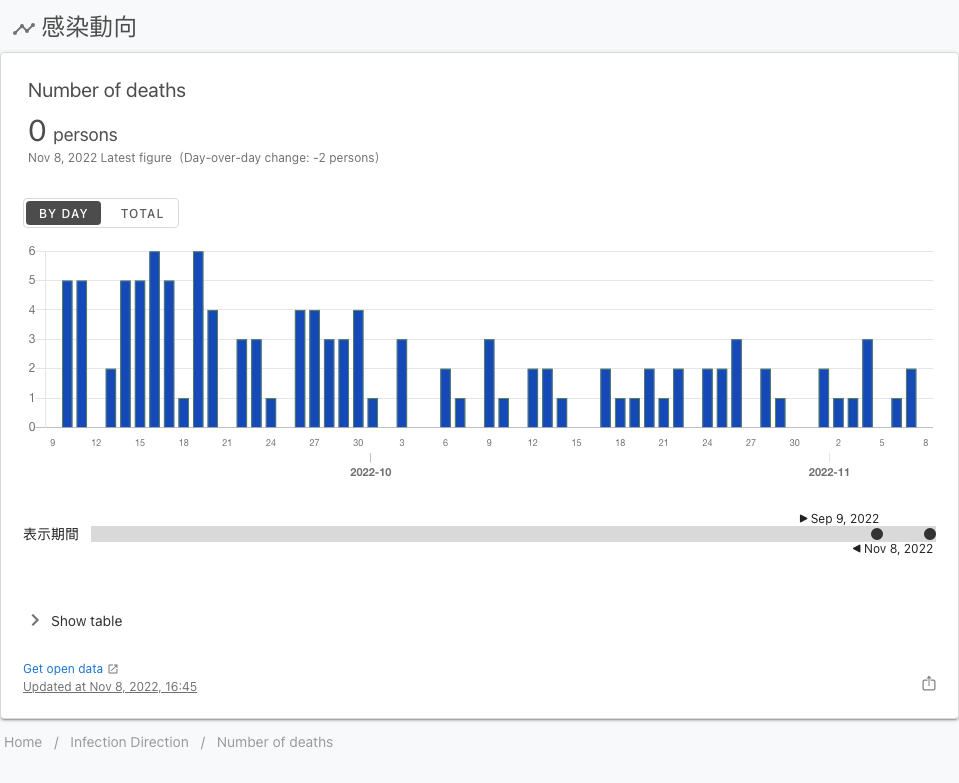 感染動向
Number of deaths
0 persons
Nov 8, 2022 Latest figure (Day-over-day change: -2 persons)
BY DAY TOTAL
6
5
4
3
2
1
0
9 12 15 18 21 24 27 30 3 6 9 12 15 18 21 24 27 30 2 5 8
2022-10 2022-11
Sep 9, 2022
表示期間
Nov 8, 2022
Show table
Get open data
Updated at Nov 8, 2022, 16:45
Home / Infection Direction / Number of deaths